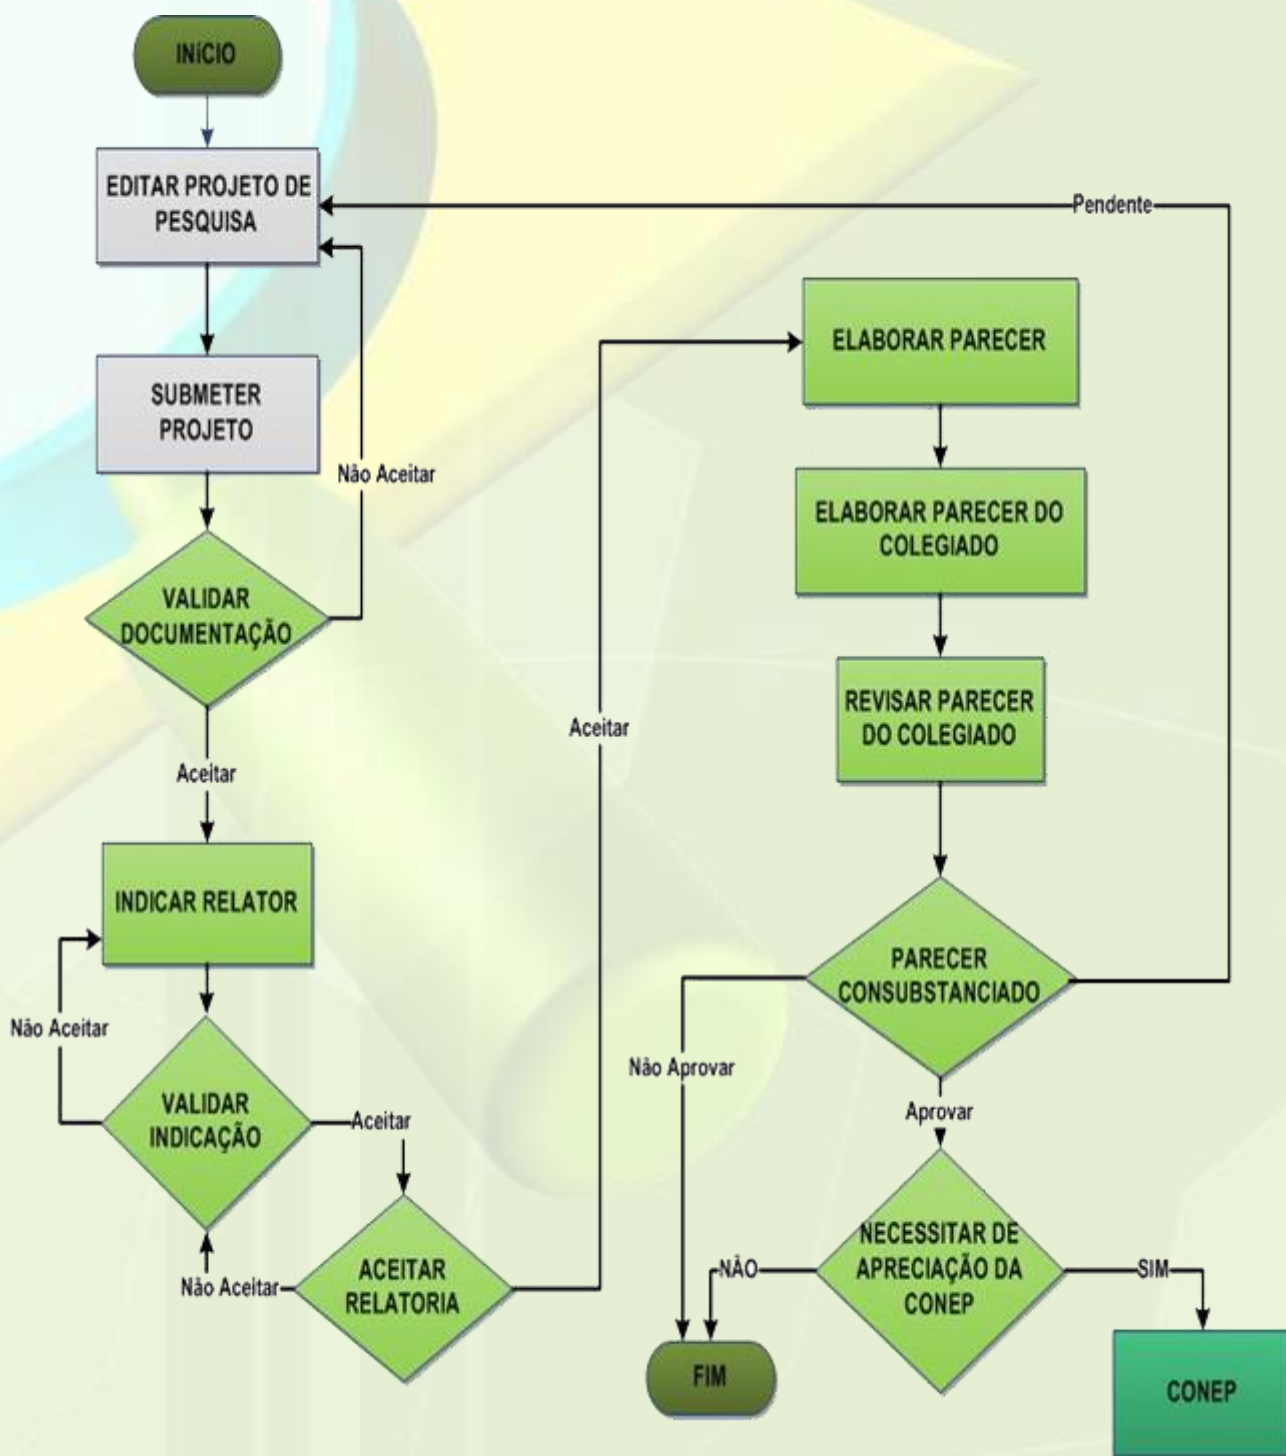 INÍCIO
EDITAR PROJETO DE
PESQUISA
SUBMETER
PROJETO
Não Aceitar
VALIDAR
DOCUMENTAÇÃO
Aceitar
INDICAR RELATOR
Não Aceitar
VALIDAR
INDICAÇÃO
Aceitar
Não Aceitar
ACEITAR
RELATORIA
Aceitar
Pendente
ELABORAR PARECER
ELABORAR PARECER DO
COLEGIADO
REVISAR PARECER
DO COLEGIADO
PARECER
CONSUBSTANCIADO
Não Aprovar
Aprovar
NECESSITAR DE
APRECIAÇÃO DA
CONEP
NÃO
SIM
FIM
CONEP